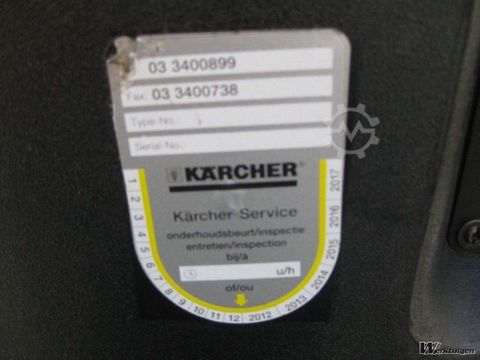 03 3400899
Fax: 03 3400738
Type-No.:
Serial-No.:
KÄRCHER®
Kärcher Service
onderhoudsbeurt/inspectie
entretien/inspection
bij/à
u/h
of/ou
1 2 3 4 5 6 7 8 9 10 11 12 2012 2013 2014 2015 2016 2017
Werktuigen